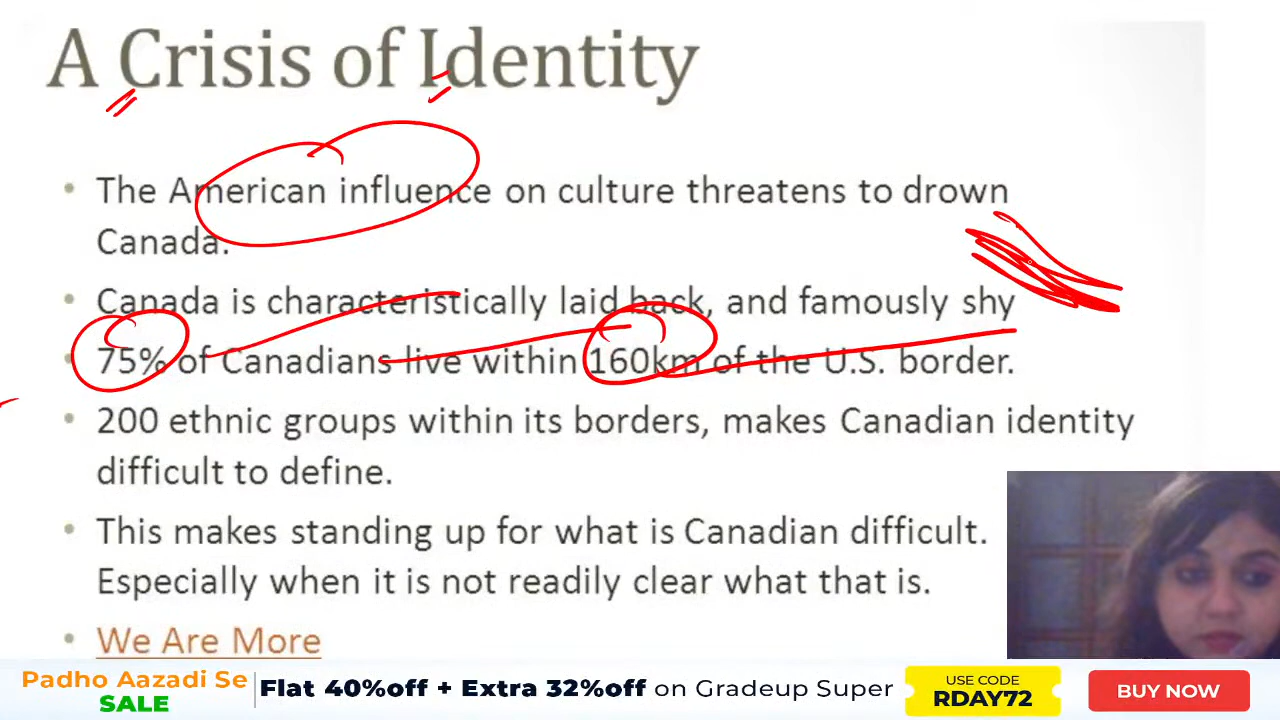 A Crisis of Identity
• The American influence on culture threatens to drown
Canada.
• Canada is characteristically laid back, and famously shy
• 75% of Canadians live within 160km of the U.S. border.
• 200 ethnic groups within its borders, makes Canadian identity
difficult to define.
• This makes standing up for what is Canadian difficult.
Especially when it is not readily clear what that is.
• We Are More
Padho Aazadi Se
SALE
Flat 40%off + Extra 32%off on Gradeup Super
USE CODE
RDAY72
BUY NOW